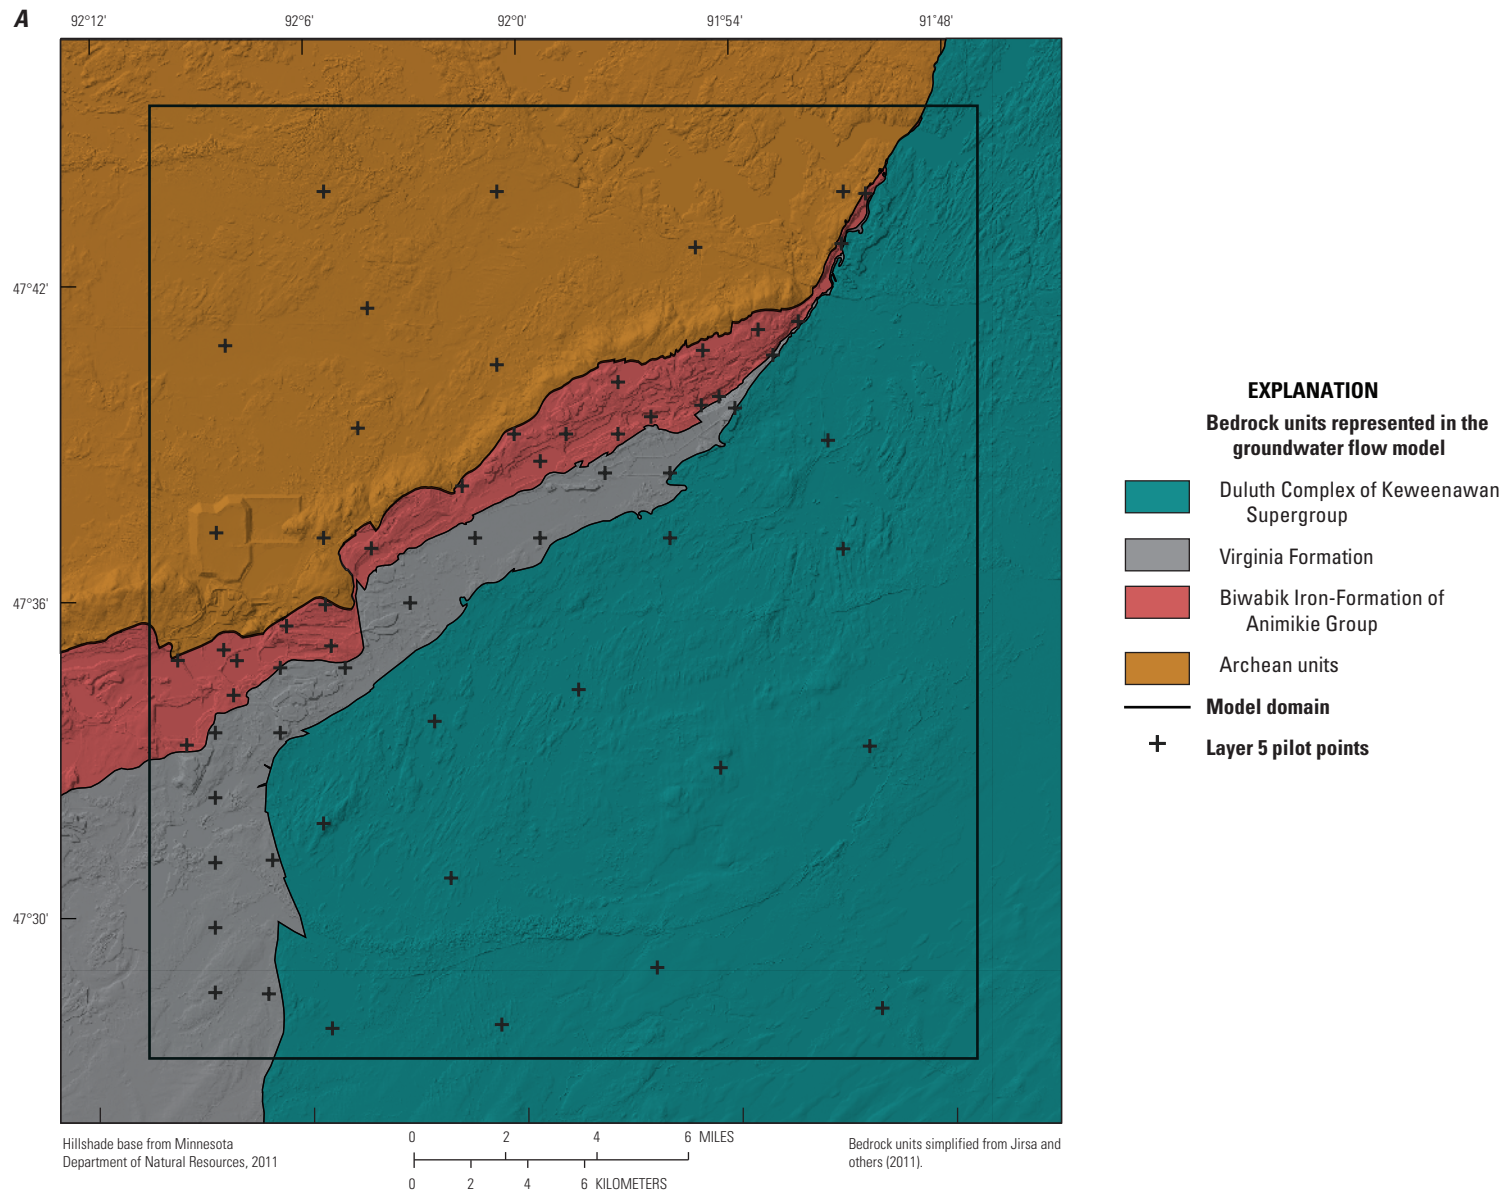 A
92°12'
92°6'
92°0'
91°54'
91°48'
47°42'
47°36'
47°30'
EXPLANATION
Bedrock units represented in the
groundwater flow model
Duluth Complex of Keweenawan
Supergroup
Virginia Formation
Biwabik Iron-Formation of
Animikie Group
Archean units
Model domain
Layer 5 pilot points
Hillshade base from Minnesota
Department of Natural Resources, 2011
0 2 4 6 MILES
0 2 4 6 KILOMETERS
Bedrock units simplified from Jirsa and
others (2011).